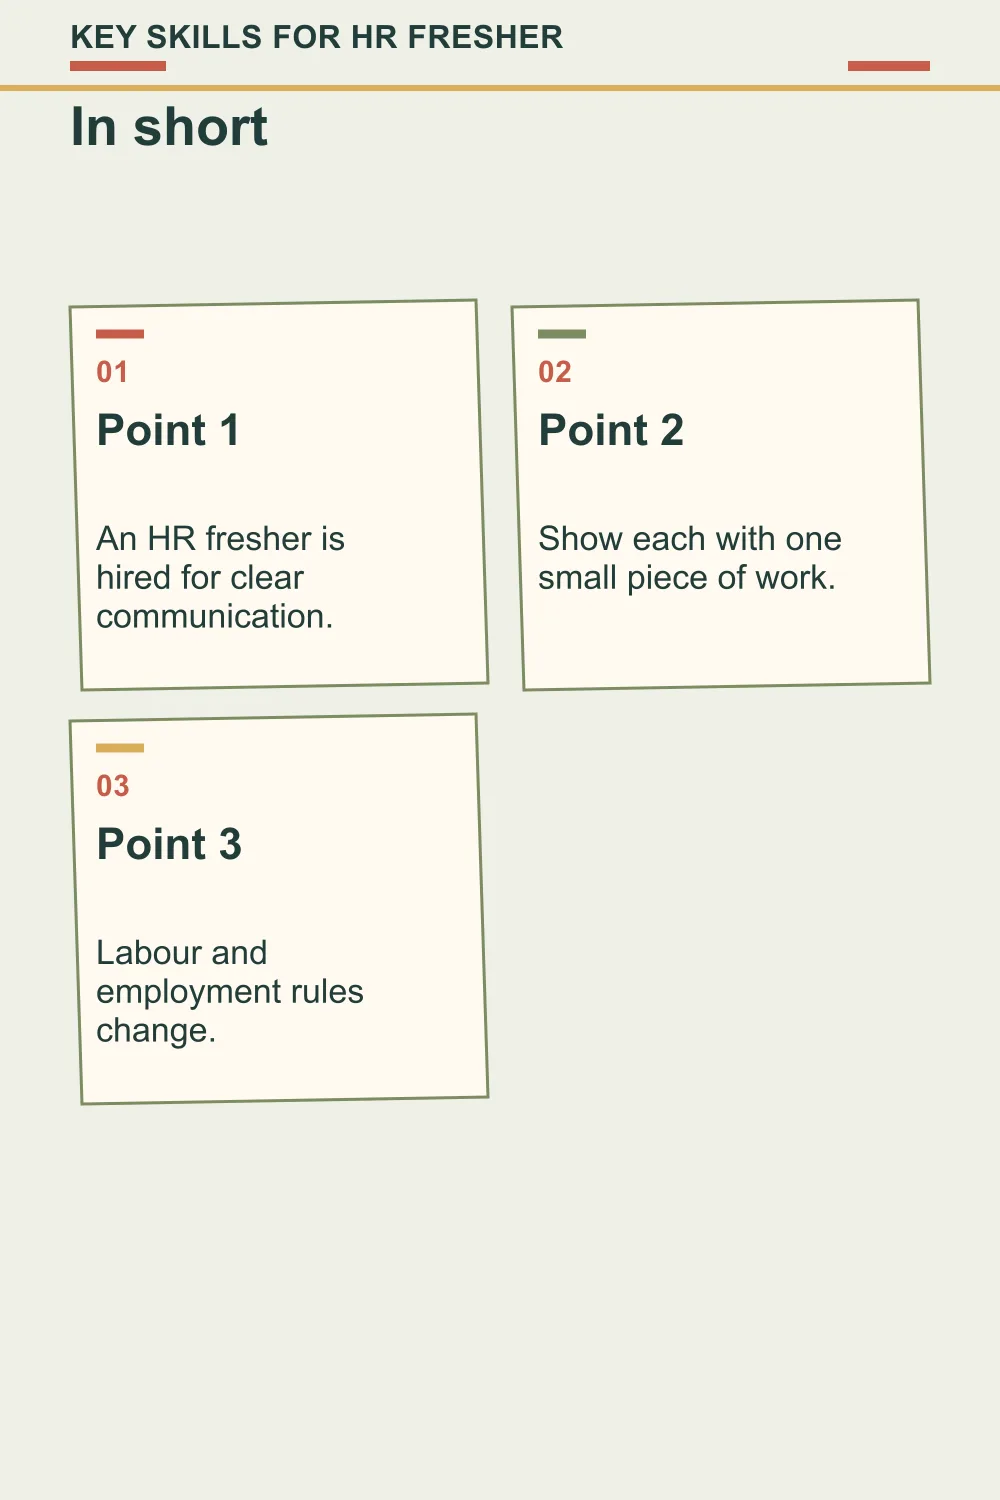 KEY SKILLS FOR HR FRESHER
In short
01
Point 1
An HR fresher is
hired for clear
communication.
02
Point 2
Show each with one
small piece of work.
03
Point 3
Labour and
employment rules
change.